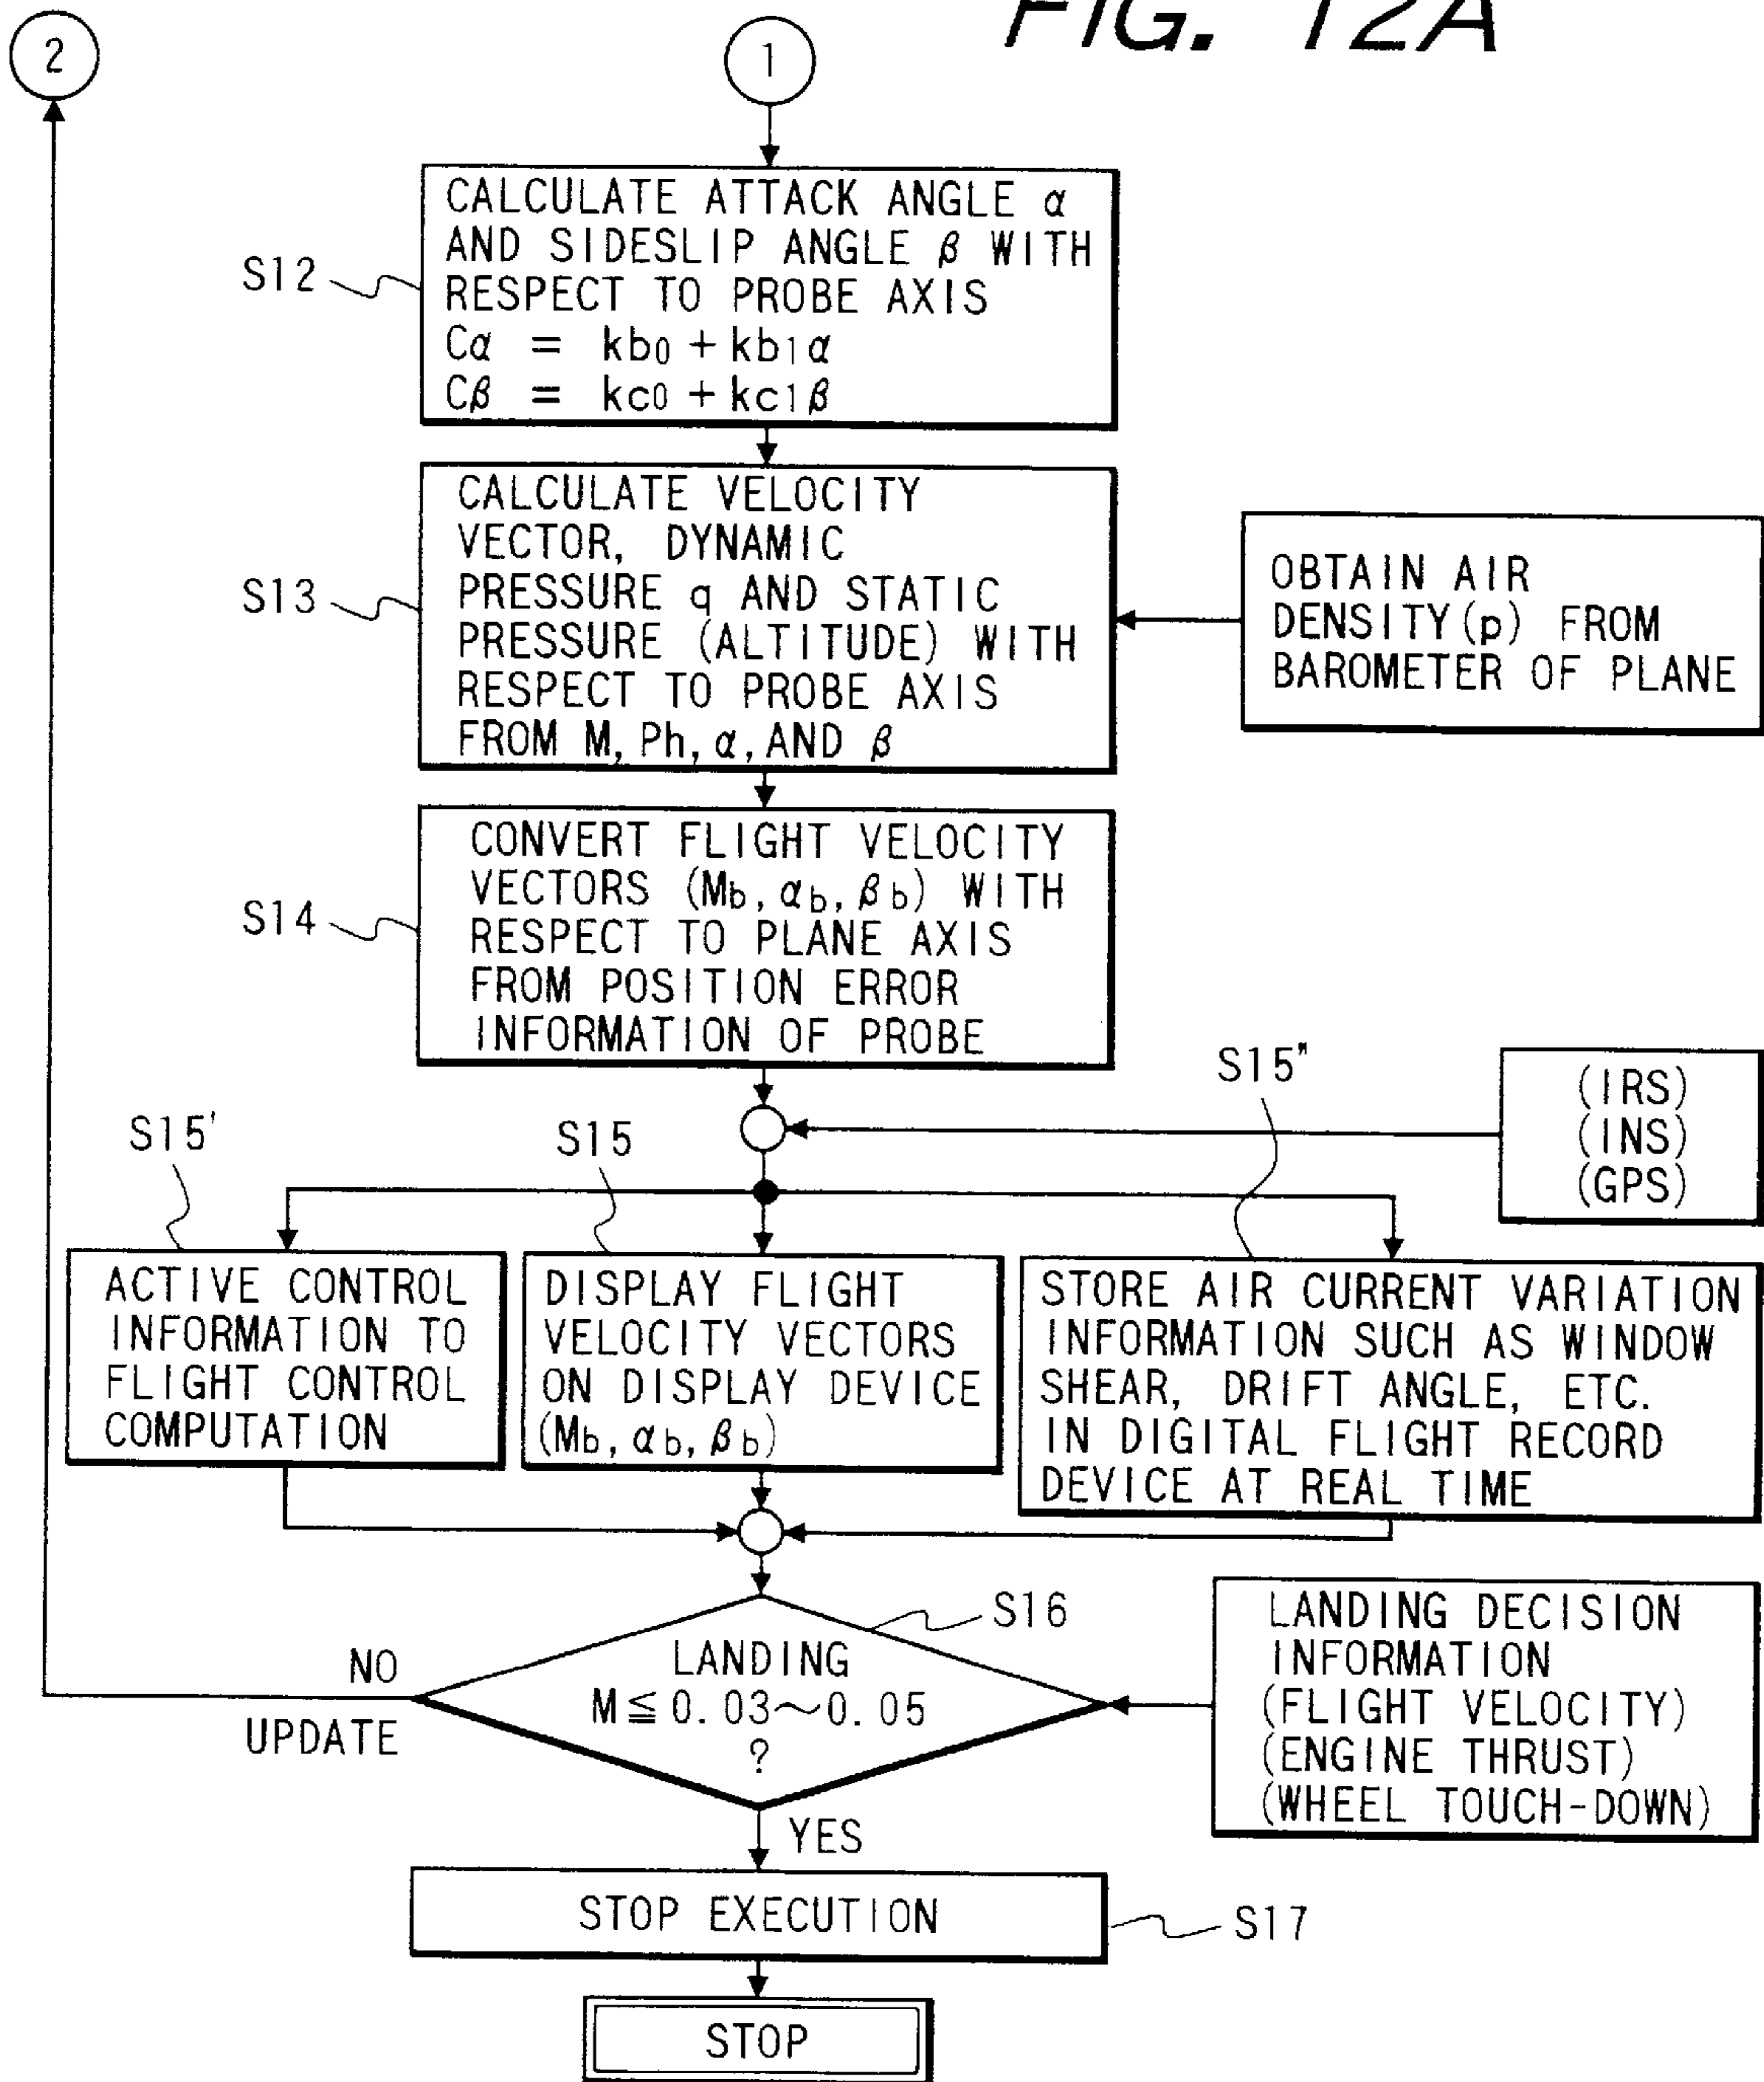 FIG. 12A
2
1
S12
CALCULATE ATTACK ANGLE α
AND SIDESLIP ANGLE β WITH
RESPECT TO PROBE AXIS
Cα = kb0 + kb1α
Cβ = kc0 + kc1β
S13
CALCULATE VELOCITY
VECTOR, DYNAMIC
PRESSURE q AND STATIC
PRESSURE (ALTITUDE) WITH
RESPECT TO PROBE AXIS
FROM M, Ph, α, AND β
OBTAIN AIR
DENSITY(p) FROM
BAROMETER OF PLANE
S14
CONVERT FLIGHT VELOCITY
VECTORS (Mb, αb, βb) WITH
RESPECT TO PLANE AXIS
FROM POSITION ERROR
INFORMATION OF PROBE
(IRS)
(INS)
(GPS)
S15'
ACTIVE CONTROL
INFORMATION TO
FLIGHT CONTROL
COMPUTATION
S15
DISPLAY FLIGHT
VELOCITY VECTORS
ON DISPLAY DEVICE
(Mb, αb, βb)
S15"
STORE AIR CURRENT VARIATION
INFORMATION SUCH AS WINDOW
SHEAR, DRIFT ANGLE, ETC.
IN DIGITAL FLIGHT RECORD
DEVICE AT REAL TIME
S16
LANDING
M ≦ 0.03～0.05
?
NO
UPDATE
YES
LANDING DECISION
INFORMATION
(FLIGHT VELOCITY)
(ENGINE THRUST)
(WHEEL TOUCH-DOWN)
STOP EXECUTION
S17
STOP